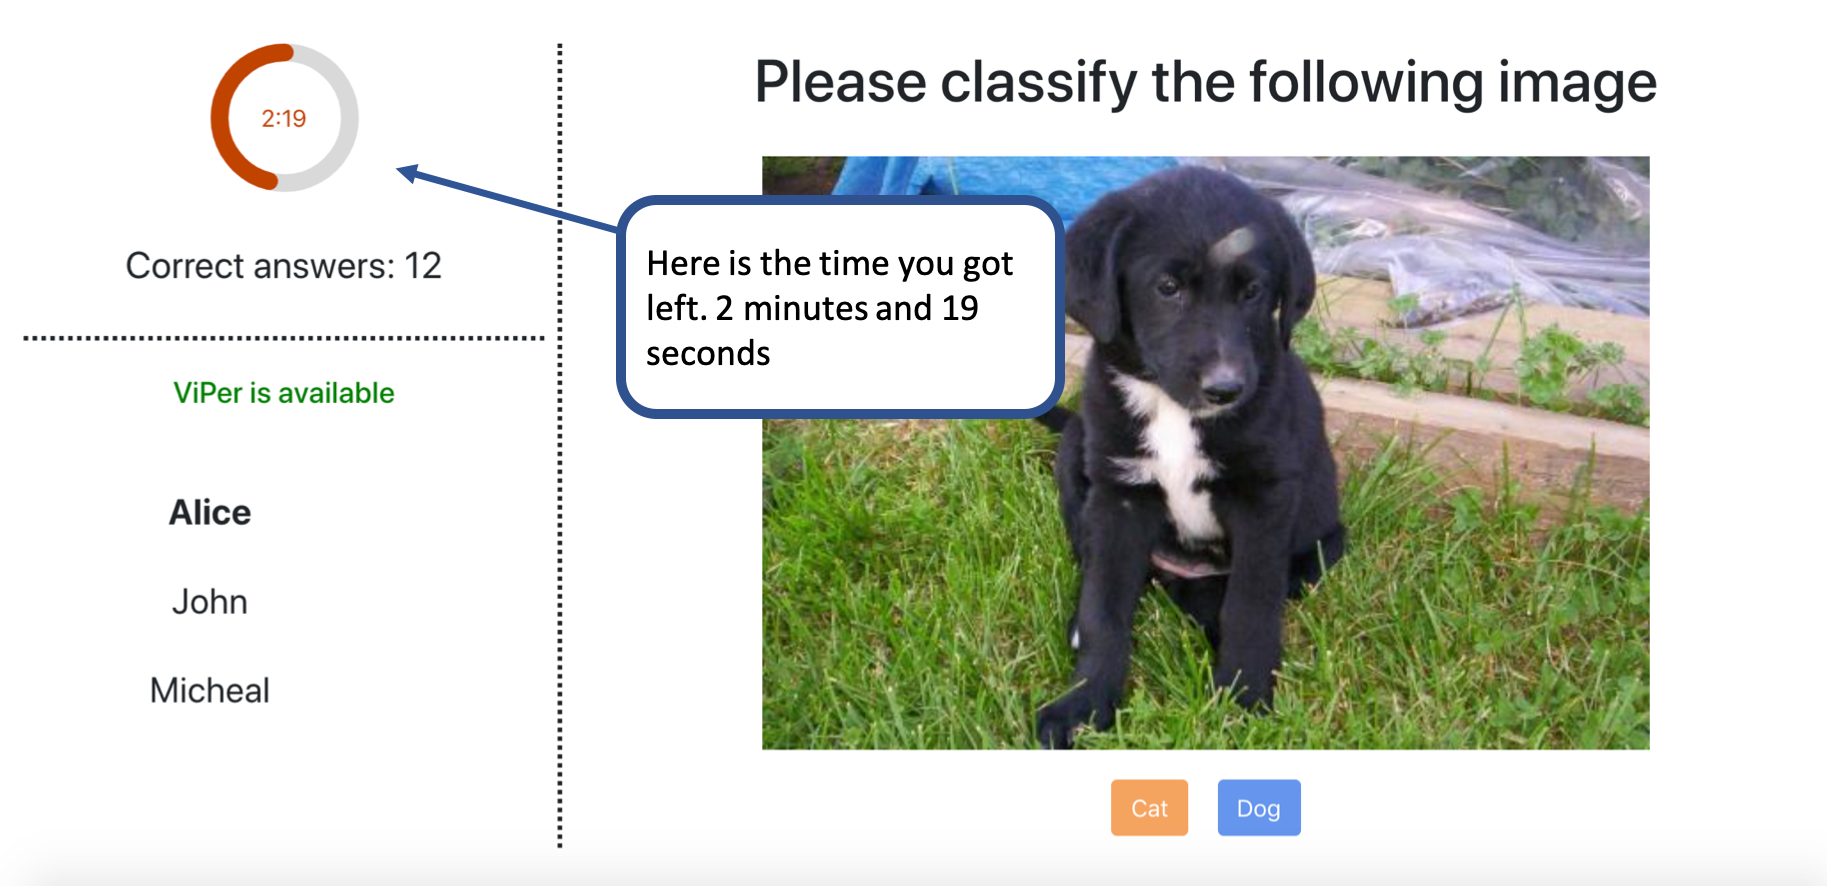 2:19
Correct answers: 12
ViPer is available
Alice
John
Micheal
Please classify the following image
Here is the time you got
left. 2 minutes and 19
seconds
Cat
Dog